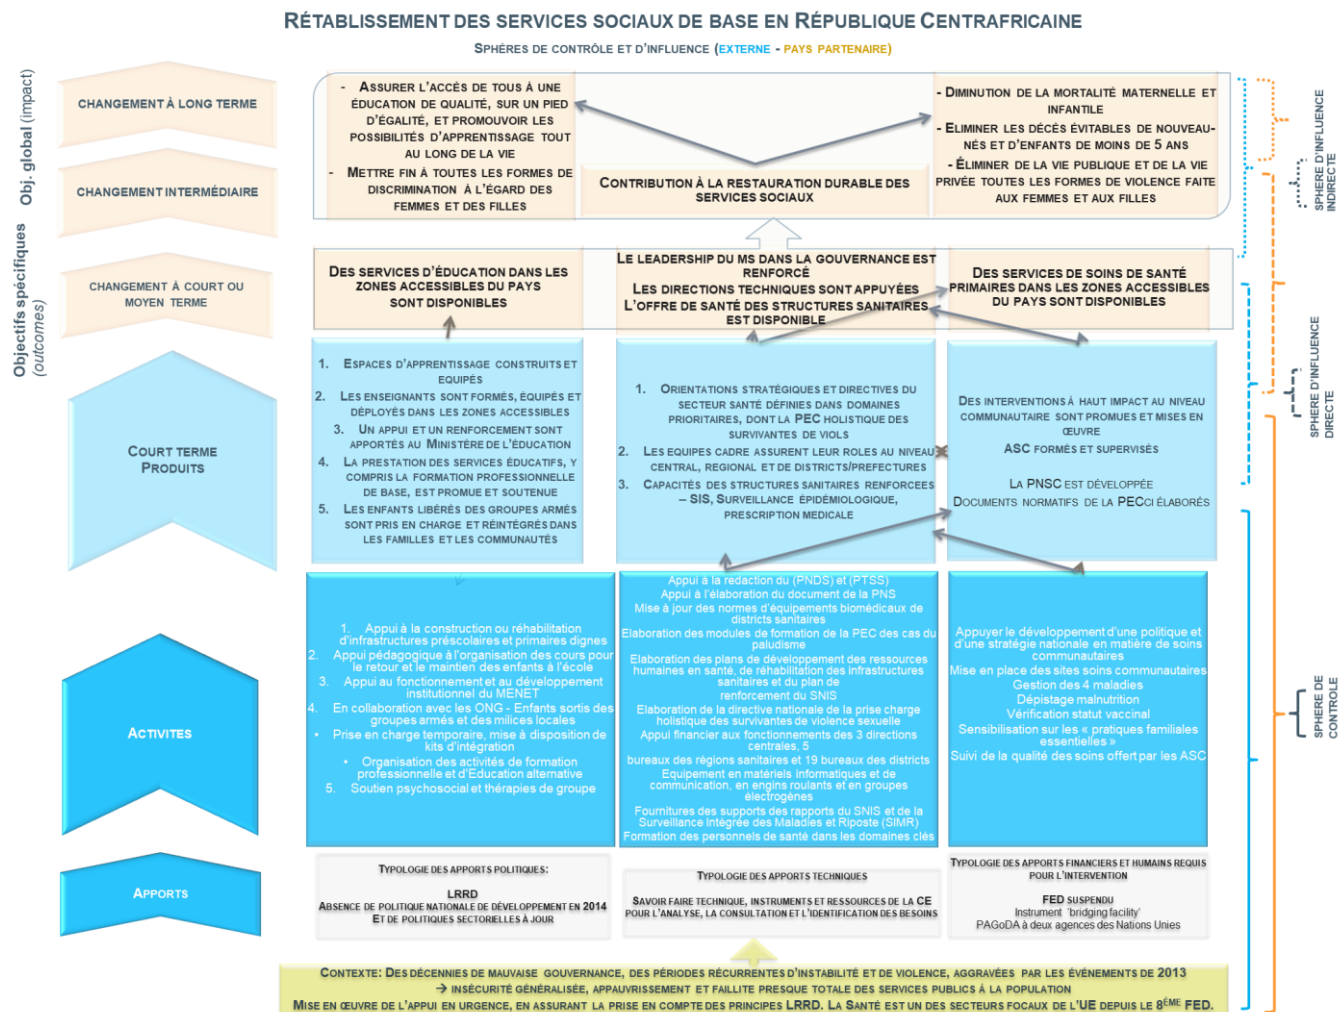 RÉTABLISSEMENT DES SERVICES SOCIAUX DE BASE EN RÉPUBLIQUE CENTRAFRICAINE
SPHÈRES DE CONTRÔLE ET D'INFLUENCE (EXTERNE - PAYS PARTENAIRE)
Obj. global (impact)
CHANGEMENT À LONG TERME
CHANGEMENT INTERMÉDIAIRE
- ASSURER L'ACCÈS DE TOUS À UNE
ÉDUCATION DE QUALITÉ, SUR UN PIED
D'ÉGALITÉ, ET PROMOUVOIR LES
POSSIBILITÉS D'APPRENTISSAGE TOUT
AU LONG DE LA VIE
- METTRE FIN À TOUTES LES FORMES DE
DISCRIMINATION À L'ÉGARD DES
FEMMES ET DES FILLES
CONTRIBUTION À LA RESTAURATION DURABLE DES
SERVICES SOCIAUX
- DIMINUTION DE LA MORTALITÉ MATERNELLE ET
INFANTILE
- ELIMINER LES DÉCÈS ÉVITABLES DE NOUVEAU-
NÉS ET D'ENFANTS DE MOINS DE 5 ANS
- ÉLIMINER DE LA VIE PUBLIQUE ET DE LA VIE
PRIVÉE TOUTES LES FORMES DE VIOLENCE FAITE
AUX FEMMES ET AUX FILLES
SPHERE D'INFLUENCE
INDIRECTE
Objectifs spécifiques
(outcomes)
CHANGEMENT À COURT OU
MOYEN TERME
DES SERVICES D'ÉDUCATION DANS LES
ZONES ACCESSIBLES DU PAYS
SONT DISPONIBLES
LE LEADERSHIP DU MS DANS LA GOUVERNANCE EST
RENFORCÉ
LES DIRECTIONS TECHNIQUES SONT APPUYÉES
L'OFFRE DE SANTÉ DES STRUCTURES SANITAIRES
EST DISPONIBLE
DES SERVICES DE SOINS DE SANTÉ
PRIMAIRES DANS LES ZONES ACCESSIBLES
DU PAYS SONT DISPONIBLES
SPHERE D'INFLUENCE
DIRECTE
COURT TERME
PRODUITS
1. ESPACES D'APPRENTISSAGE CONSTRUITS ET
EQUIPÉS
2. LES ENSEIGNANTS SONT FORMÉS, ÉQUIPÉS ET
DÉPLOYÉS DANS LES ZONES ACCESSIBLES
3. UN APPUI ET UN RENFORCEMENT SONT
APPORTÉS AU MINISTÈRE DE L'ÉDUCATION
4. LA PRESTATION DES SERVICES ÉDUCATIFS, Y
COMPRIS LA FORMATION PROFESSIONNELLE
DE BASE, EST PROMUE ET SOUTENUE
5. LES ENFANTS LIBÉRÉS DES GROUPES ARMÉS
SONT PRIS EN CHARGE ET RÉINTÉGRÉS DANS
LES FAMILLES ET LES COMMUNAUTÉS
1. ORIENTATIONS STRATÉGIQUES ET DIRECTIVES DU
SECTEUR SANTÉ DÉFINIES DANS DOMAINES
PRIORITAIRES, DONT LA PEC HOLISTIQUE DES
SURVIVANTES DE VIOLS
2. LES EQUIPES CADRE ASSURENT LEUR ROLES AU NIVEAU
CENTRAL, REGIONAL ET DE DISTRICTS/PREFECTURES
3. CAPACITÉS DES STRUCTURES SANITAIRES RENFORCEES
– SIS, SURVEILLANCE ÉPIDÉMIOLOGIQUE,
PRESCRIPTION MEDICALE
DES INTERVENTIONS À HAUT IMPACT AU NIVEAU
COMMUNAUTAIRE SONT PROMUES ET MISES EN
ŒUVRE
ASC FORMÉS ET SUPERVISÉS
LA PNSC EST DÉVELOPPÉE
DOCUMENTS NORMATIFS DE LA PECCI ÉLABORÉS
ACTIVITES
1. Appui à la construction ou réhabilitation
d'infrastructures préscolaires et primaires dignes
2. Appui pédagogique à l'organisation des cours pour
le retour et le maintien des enfants à l'école
3. Appui au fonctionnement et au développement
institutionnel du MENET
4. En collaboration avec les ONG - Enfants sortis des
groupes armés et des milices locales
• Prise en charge temporaire, mise à disposition de
kits d'intégration
• Organisation des activités de formation
professionnelle et d'Education alternative
5. Soutien psychosocial et thérapies de groupe
Appui à la redaction du (PNDS) et (PTSS)
Appui à l'élaboration du document de la PNS
Mise à jour des normes d'équipements biomédicaux de
districts sanitaires
Elaboration des modules de formation de la PEC des cas du
paludisme
Elaboration des plans de développement des ressources
humaines en santé, de réhabilitation des infrastructures
sanitaires et du plan de
renforcement du SNIS
Elaboration de la directive nationale de la prise charge
holistique des survivantes de violence sexuelle
Appui financier aux fonctionnements des 3 directions
centrales, 5
bureaux des régions sanitaires et 19 bureaux des districts
Equipement en matériels informatiques et de
communication, en engins roulants et en groupes
électrogènes
Fournitures des supports des rapports du SNIS et de la
Surveillance Intégrée des Maladies et Riposte (SIMR)
Formation des personnels de santé dans les domaines clés
Appuyer le développement d'une politique et
d'une stratégie nationale en matière de soins
communautaires
Mise en place des sites soins communautaires
Gestion des 4 maladies
Dépistage malnutrition
Vérification statut vaccinal
Sensibilisation sur les « pratiques familiales
essentielles »
Suivi de la qualité des soins offert par les ASC
SPHERE DE
CONTROLE
APPORTS
TYPOLOGIE DES APPORTS POLITIQUES:
LRRD
ABSENCE DE POLITIQUE NATIONALE DE DÉVELOPPEMENT EN 2014
ET DE POLITIQUES SECTORIELLES À JOUR
TYPOLOGIE DES APPORTS TECHNIQUES
SAVOIR FAIRE TECHNIQUE, INSTRUMENTS ET RESSOURCES DE LA CE
POUR L'ANALYSE, LA CONSULTATION ET L'IDENTIFICATION DES BESOINS
TYPOLOGIE DES APPORTS FINANCIERS ET HUMAINS REQUIS
POUR L'INTERVENTION
FED SUSPENDU
Instrument 'bridging facility'
PAGoDA à deux agences des Nations Unies
CONTEXTE: DES DÉCENNIES DE MAUVAISE GOUVERNANCE, DES PÉRIODES RÉCURRENTES D'INSTABILITÉ ET DE VIOLENCE, AGGRAVÉES PAR LES ÉVÉNEMENTS DE 2013
→ INSÉCURITÉ GÉNÉRALISÉE, APPAUVRISSEMENT ET FAILLITE PRESQUE TOTALE DES SERVICES PUBLICS À LA POPULATION
MISE EN ŒUVRE DE L'APPUI EN URGENCE, EN ASSURANT LA PRISE EN COMPTE DES PRINCIPES LRRD. LA SANTÉ EST UN DES SECTEURS FOCAUX DE L'UE DEPUIS LE 8ÈME FED.